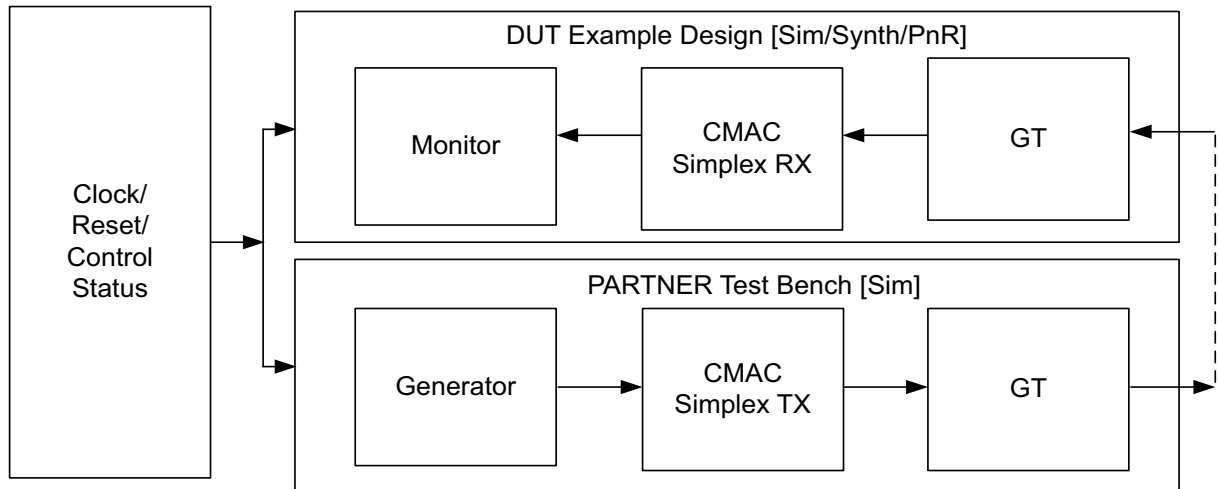 Clock/
Reset/
Control
Status
DUT Example Design [Sim/Synth/PnR]
Monitor
CMAC
Simplex RX
GT
PARTNER Test Bench [Sim]
Generator
CMAC
Simplex TX
GT